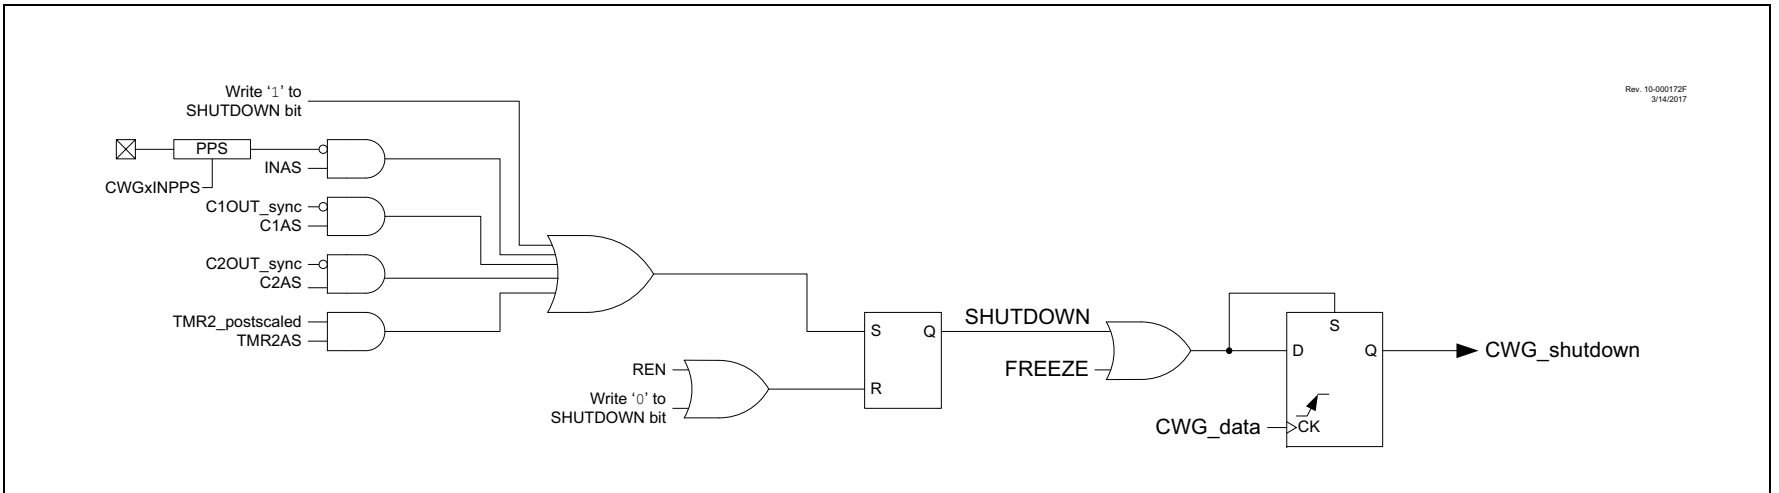 Write ‘1’ to
SHUTDOWN bit
Rev. 10-000172F
3/14/2017
PPS
INAS
CWGxINPPS
C1OUT_sync
C1AS
C2OUT_sync
C2AS
TMR2_postscaled
TMR2AS
S
Q
R
SHUTDOWN
FREEZE
REN
Write ‘0’ to
SHUTDOWN bit
S
D
Q
CK
CWG_data
CWG_shutdown